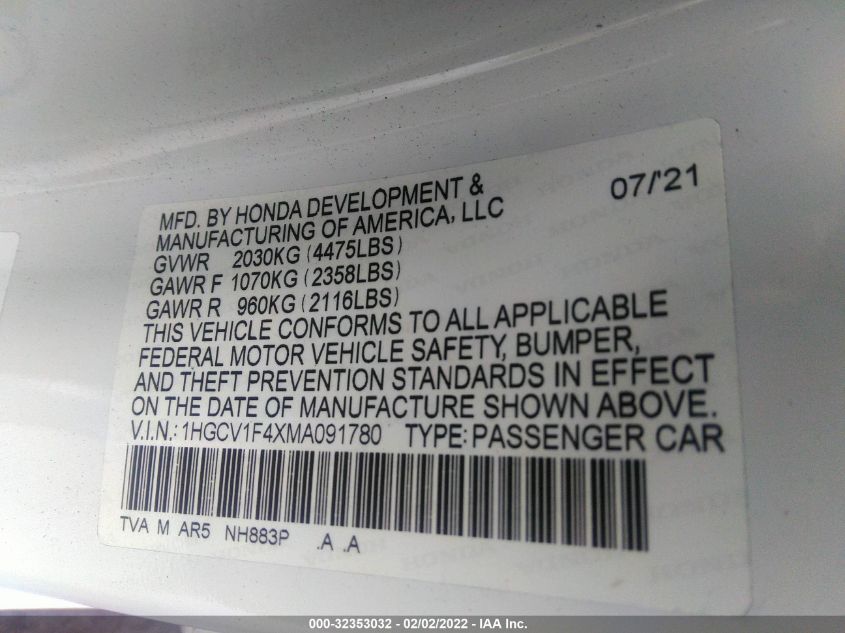 07/'21
MFD. BY HONDA DEVELOPMENT &
MANUFACTURING OF AMERICA, LLC
GVWR 2030KG (4475LBS)
GAWR F 1070KG (2358LBS)
GAWR R 960KG (2116LBS)
THIS VEHICLE CONFORMS TO ALL APPLICABLE
FEDERAL MOTOR VEHICLE SAFETY, BUMPER,
AND THEFT PREVENTION STANDARDS IN EFFECT
ON THE DATE OF MANUFACTURE SHOWN ABOVE.
V.I.N.: 1HGCV1F4XMA091780 TYPE: PASSENGER CAR
TVA M AR5 NH883P .A .A
000-32353032 - 02/02/2022 - IAA Inc.